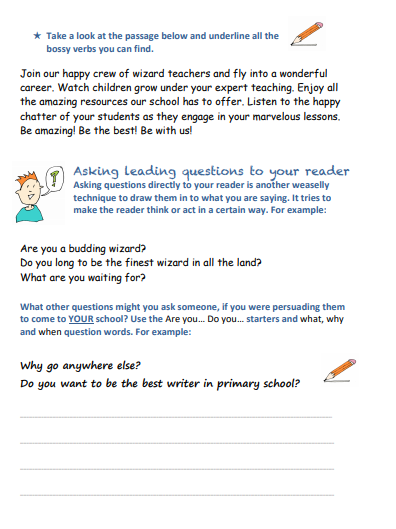 ★ Take a look at the passage below and underline all the
bossy verbs you can find.
Join our happy crew of wizard teachers and fly into a wonderful
career. Watch children grow under your expert teaching. Enjoy all
the amazing resources our school has to offer. Listen to the happy
chatter of your students as they engage in your marvelous lessons.
Be amazing! Be the best! Be with us!
Asking leading questions to your reader
Asking questions directly to your reader is another weaselly
technique to draw them in to what you are saying. It tries to
make the reader think or act in a certain way. For example:
Are you a budding wizard?
Do you long to be the finest wizard in all the land?
What are you waiting for?
What other questions might you ask someone, if you were persuading them
to come to YOUR school? Use the Are you... Do you... starters and what, why
and when question words. For example:
Why go anywhere else?
Do you want to be the best writer in primary school?